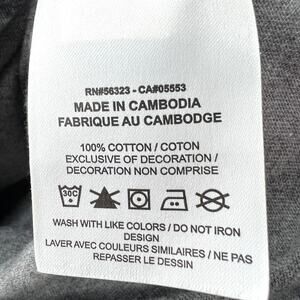 RN#56323 - CA#05553
MADE IN CAMBODIA
FABRIQUE AU CAMBODGE
100% COTTON / COTON
EXCLUSIVE OF DECORATION /
DECORATION NON COMPRISE
30C
WASH WITH LIKE COLORS / DO NOT IRON
DESIGN
LAVER AVEC COULEURS SIMILAIRES / NE PAS
REPASSER LE DESSIN